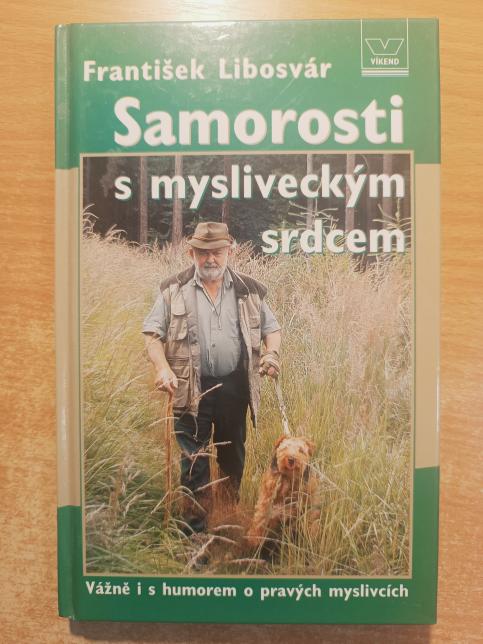 František Libosvár
VÍKEND
Samorosti
s mysliveckým
srdcem
Vážně i s humorem o pravých myslivcích